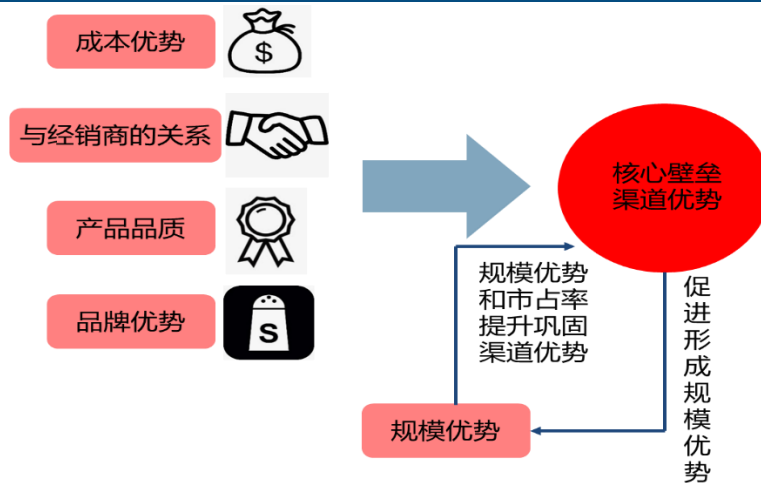 成本优势
$
与经销商的关系
产品品质
品牌优势
S
核心壁垒
渠道优势
规模优势
和市占率
提升巩固
渠道优势
促进形成规模优势
规模优势